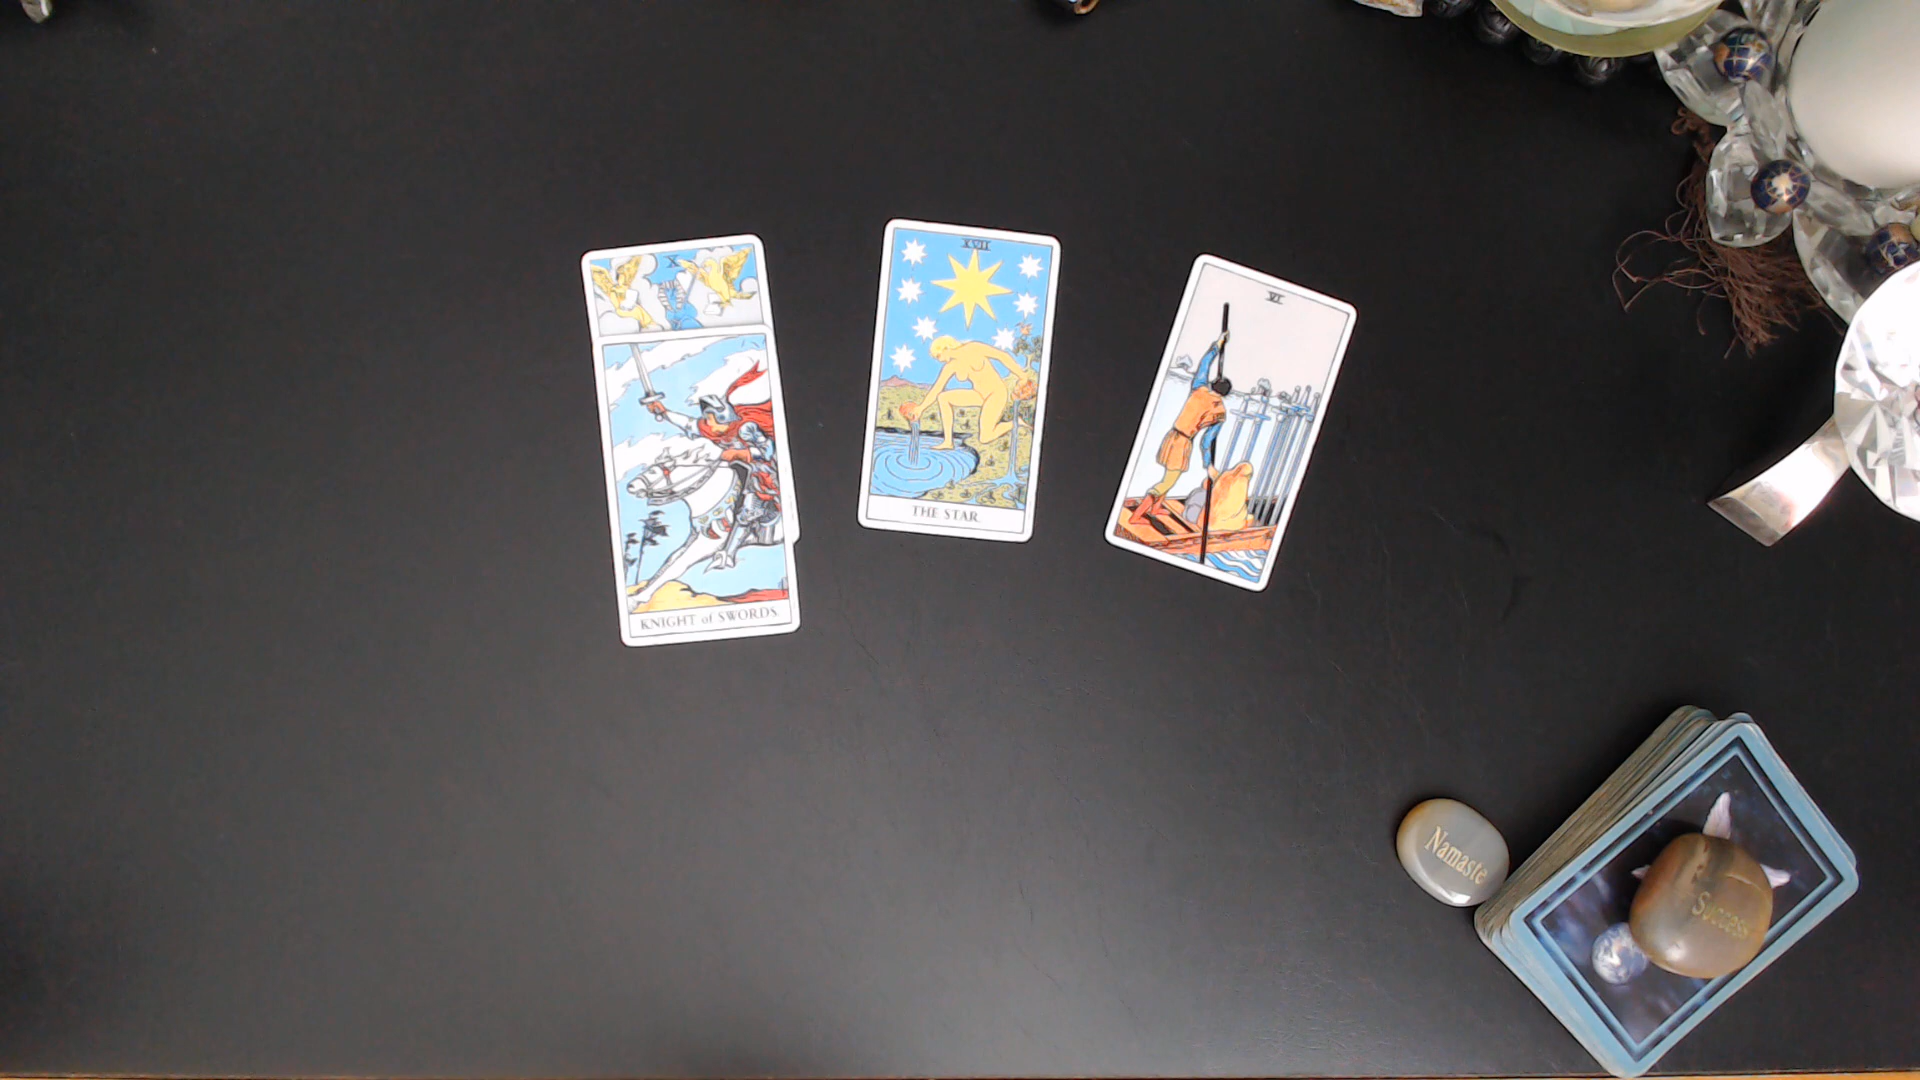 X
KNIGHT of SWORDS.
XVII
THE STAR.
VI
Namaste
Success